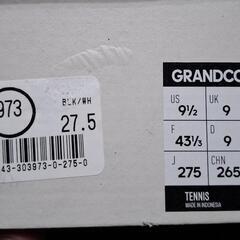 973
BLK/WH
27.5
43-303973-0-275-0
GRANDCO
US
9½
UK
9
F
43⅓
D
9
J
275
CHN
265
TENNIS
MADE IN INDONESIA